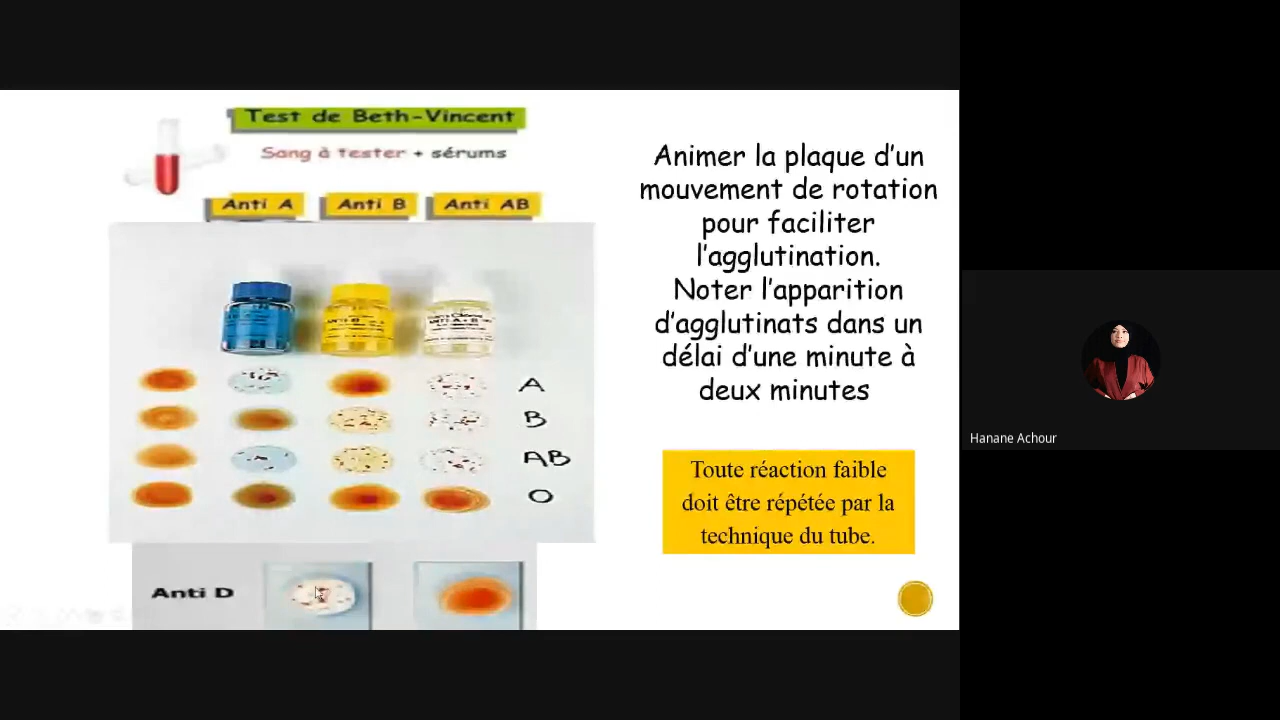 Test de Beth-Vincent
Sang à tester + sérums
Anti A
Anti B
Anti AB
A
B
AB
O
Anti D
Animer la plaque d’un
mouvement de rotation
pour faciliter
l’agglutination.
Noter l’apparition
d’agglutinats dans un
délai d’une minute à
deux minutes
Toute réaction faible
doit être répétée par la
technique du tube.
Hanane Achour